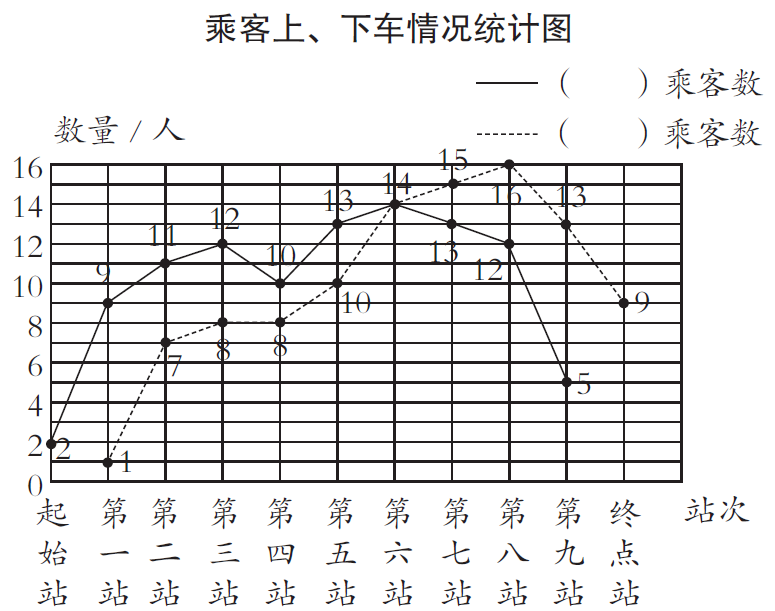 乘客上、下车情况统计图
（　　）乘客数
（　　）乘客数
数量 / 人
16
14
12
10
8
6
4
2
0
2 9 11 12 10 13 14 13 12 5
1 7 8 8 10 15 16 13 9
起始站 第一站 第二站 第三站 第四站 第五站 第六站 第七站 第八站 第九站 终点站 站次